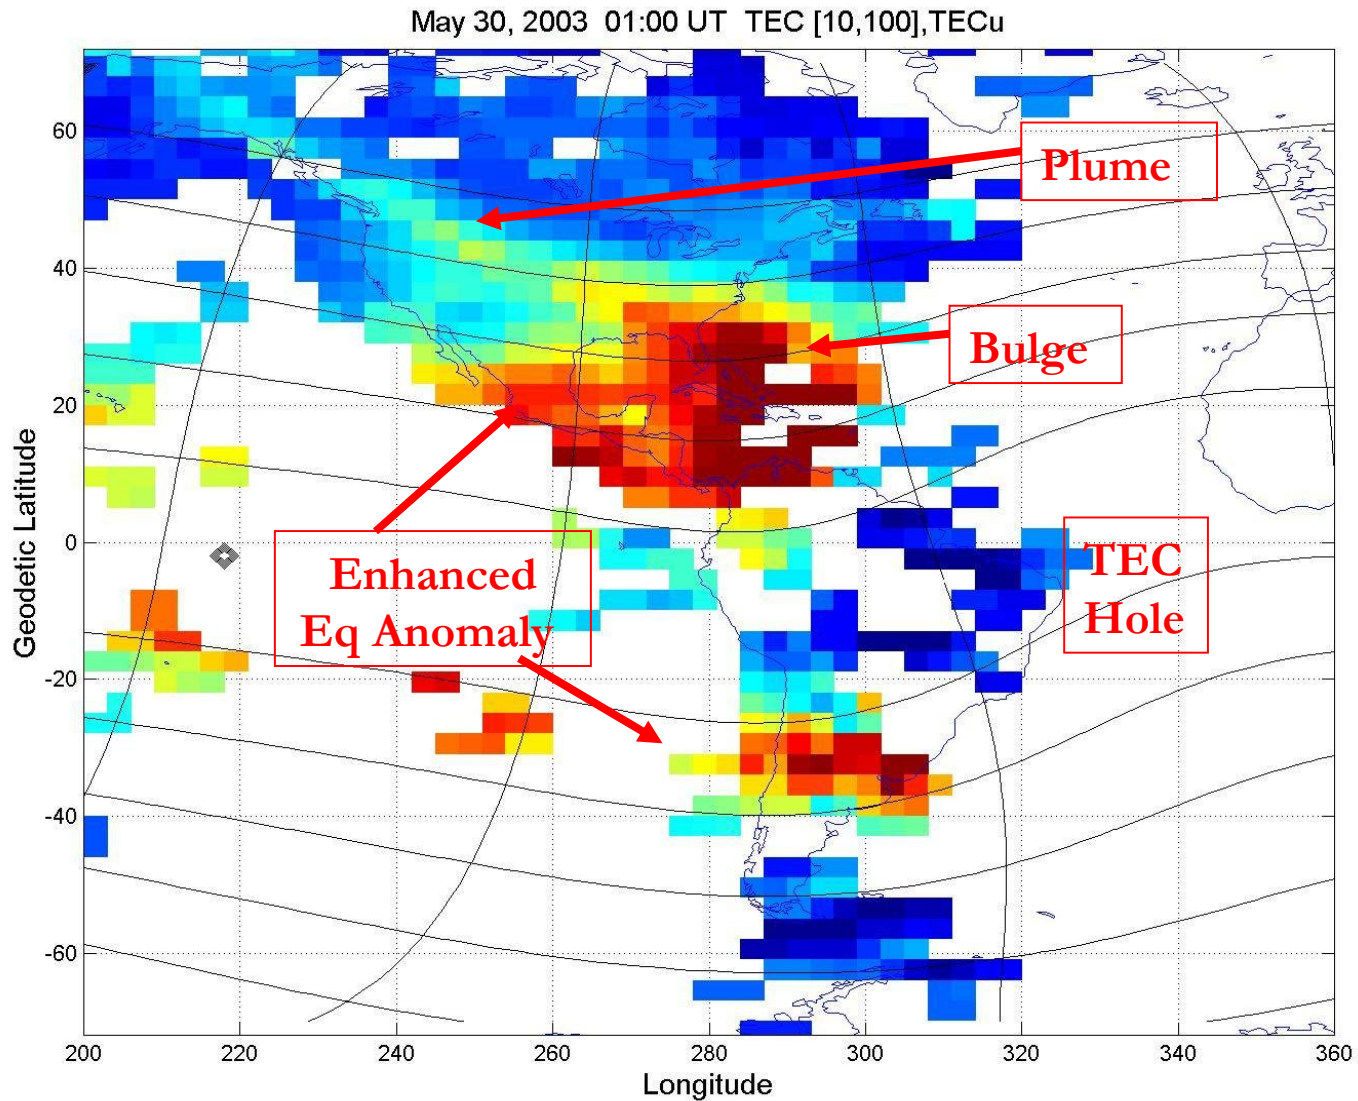 May 30, 2003 01:00 UT TEC [10,100],TECu
60
40
20
0
-20
-40
-60
Geodetic Latitude
Plume
Bulge
Enhanced
Eq Anomaly
TEC
Hole
200
220
240
260
280
300
320
340
360
Longitude